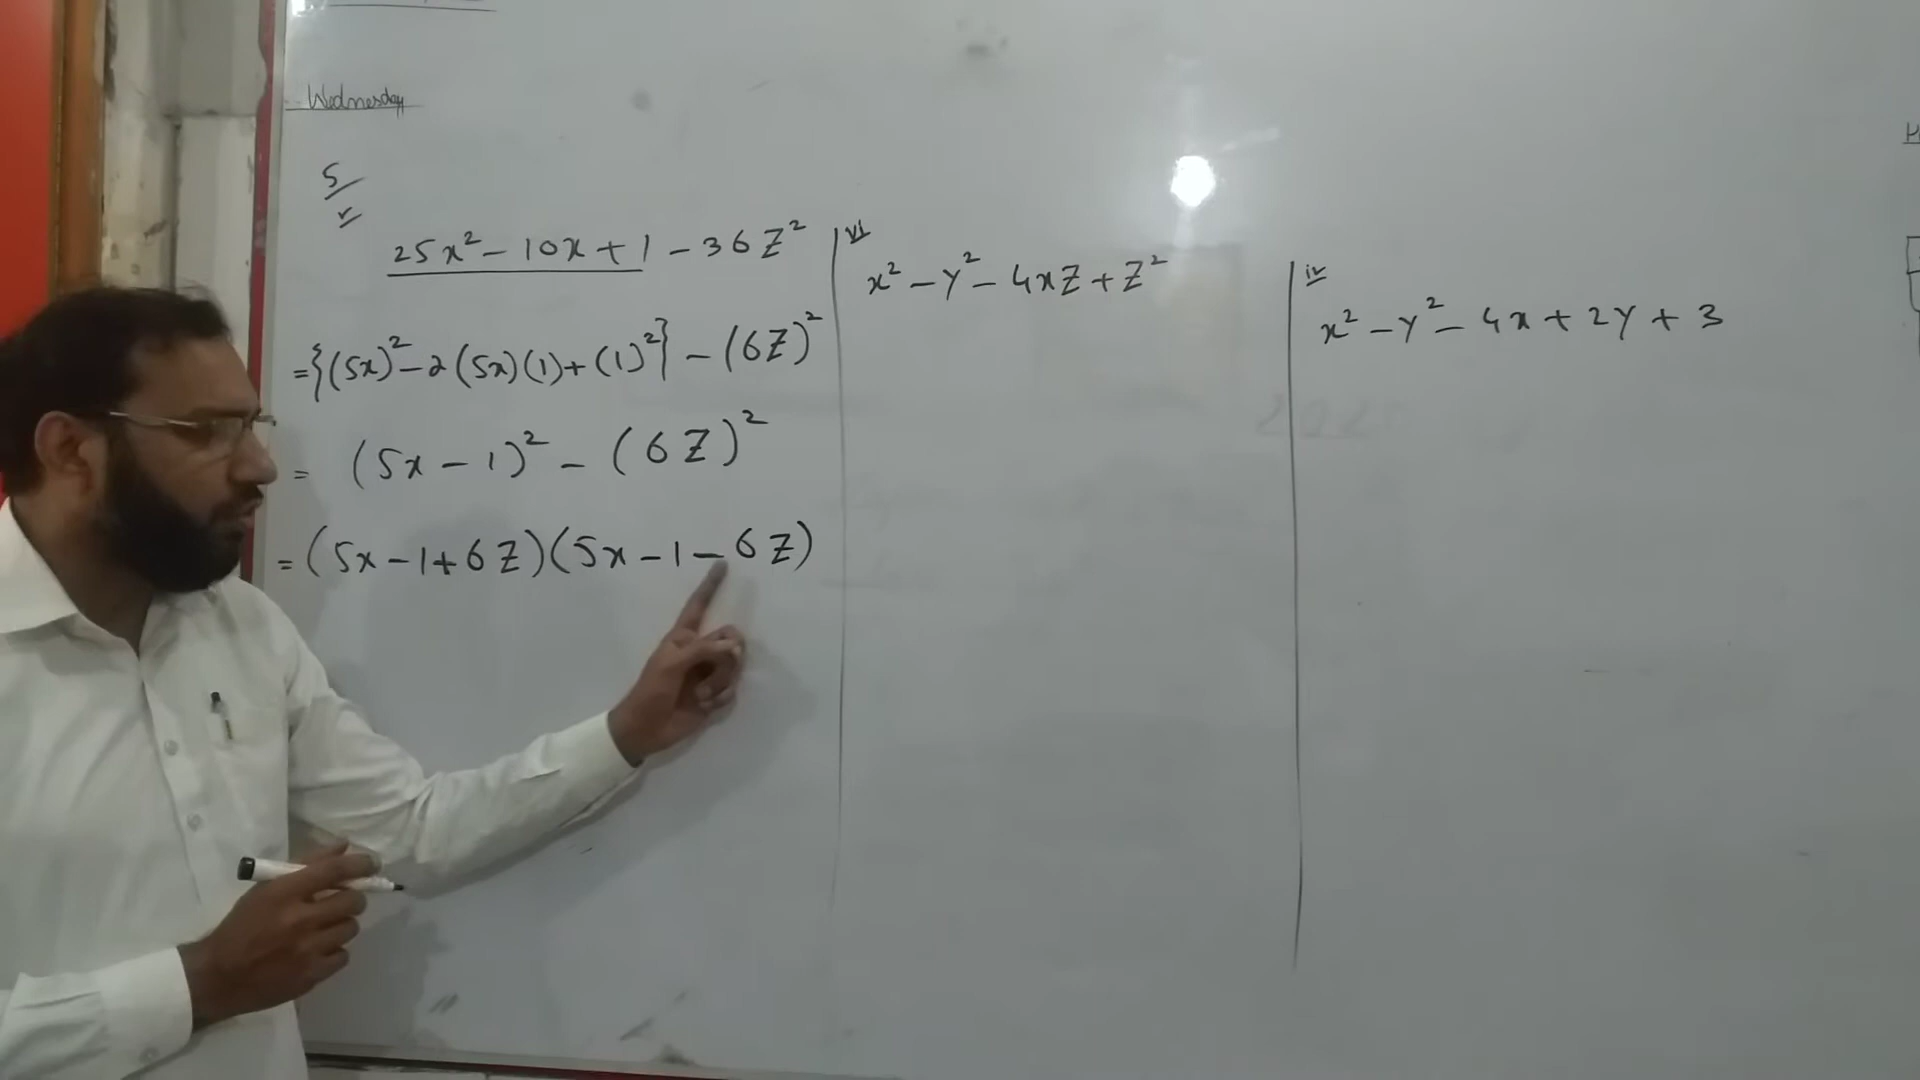 Wednesday
5
v
25x² - 10x + 1 - 36Z²
= {(5x)² - 2(5x)(1) + (1)²} - (6Z)²
= (5x - 1)² - (6Z)²
= (5x - 1 + 6Z)(5x - 1 - 6Z)
vi
x² - y² - 4xZ + Z²
iv
x² - y² - 4x + 2y + 3